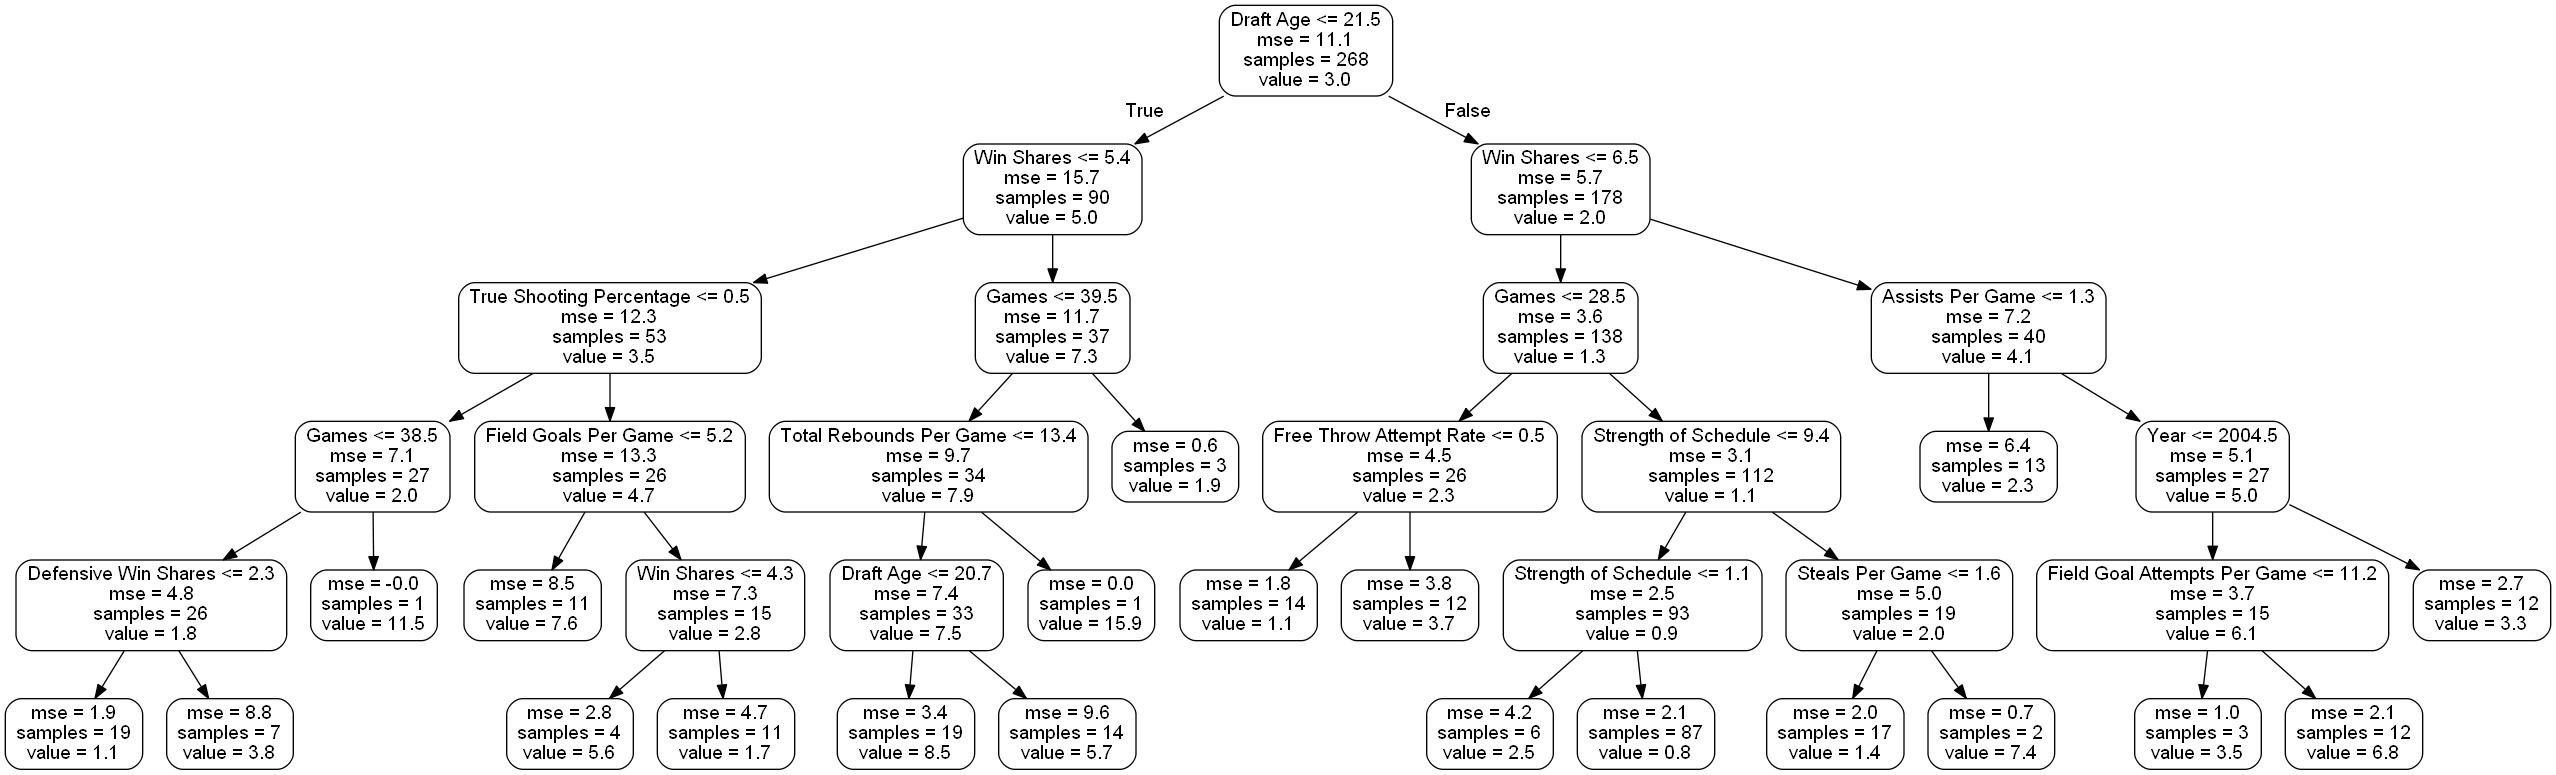 Draft Age <= 21.5
mse = 11.1
samples = 268
value = 3.0
True
False
Win Shares <= 5.4
mse = 15.7
samples = 90
value = 5.0
Win Shares <= 6.5
mse = 5.7
samples = 178
value = 2.0
True Shooting Percentage <= 0.5
mse = 12.3
samples = 53
value = 3.5
Games <= 39.5
mse = 11.7
samples = 37
value = 7.3
Games <= 28.5
mse = 3.6
samples = 138
value = 1.3
Assists Per Game <= 1.3
mse = 7.2
samples = 40
value = 4.1
Games <= 38.5
mse = 7.1
samples = 27
value = 2.0
Field Goals Per Game <= 5.2
mse = 13.3
samples = 26
value = 4.7
Total Rebounds Per Game <= 13.4
mse = 9.7
samples = 34
value = 7.9
mse = 0.6
samples = 3
value = 1.9
Free Throw Attempt Rate <= 0.5
mse = 4.5
samples = 26
value = 2.3
Strength of Schedule <= 9.4
mse = 3.1
samples = 112
value = 1.1
mse = 6.4
samples = 13
value = 2.3
Year <= 2004.5
mse = 5.1
samples = 27
value = 5.0
Defensive Win Shares <= 2.3
mse = 4.8
samples = 26
value = 1.8
mse = -0.0
samples = 1
value = 11.5
mse = 8.5
samples = 11
value = 7.6
Win Shares <= 4.3
mse = 7.3
samples = 15
value = 2.8
Draft Age <= 20.7
mse = 7.4
samples = 33
value = 7.5
mse = 0.0
samples = 1
value = 15.9
mse = 1.8
samples = 14
value = 1.1
mse = 3.8
samples = 12
value = 3.7
Strength of Schedule <= 1.1
mse = 2.5
samples = 93
value = 0.9
Steals Per Game <= 1.6
mse = 5.0
samples = 19
value = 2.0
Field Goal Attempts Per Game <= 11.2
mse = 3.7
samples = 15
value = 6.1
mse = 2.7
samples = 12
value = 3.3
mse = 1.9
samples = 19
value = 1.1
mse = 8.8
samples = 7
value = 3.8
mse = 2.8
samples = 4
value = 5.6
mse = 4.7
samples = 11
value = 1.7
mse = 3.4
samples = 19
value = 8.5
mse = 9.6
samples = 14
value = 5.7
mse = 4.2
samples = 6
value = 2.5
mse = 2.1
samples = 87
value = 0.8
mse = 2.0
samples = 17
value = 1.4
mse = 0.7
samples = 2
value = 7.4
mse = 1.0
samples = 3
value = 3.5
mse = 2.1
samples = 12
value = 6.8